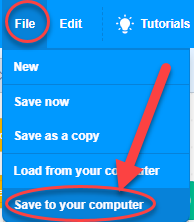 File Edit Tutorials
New
Save now
Save as a copy
Load from your computer
Save to your computer